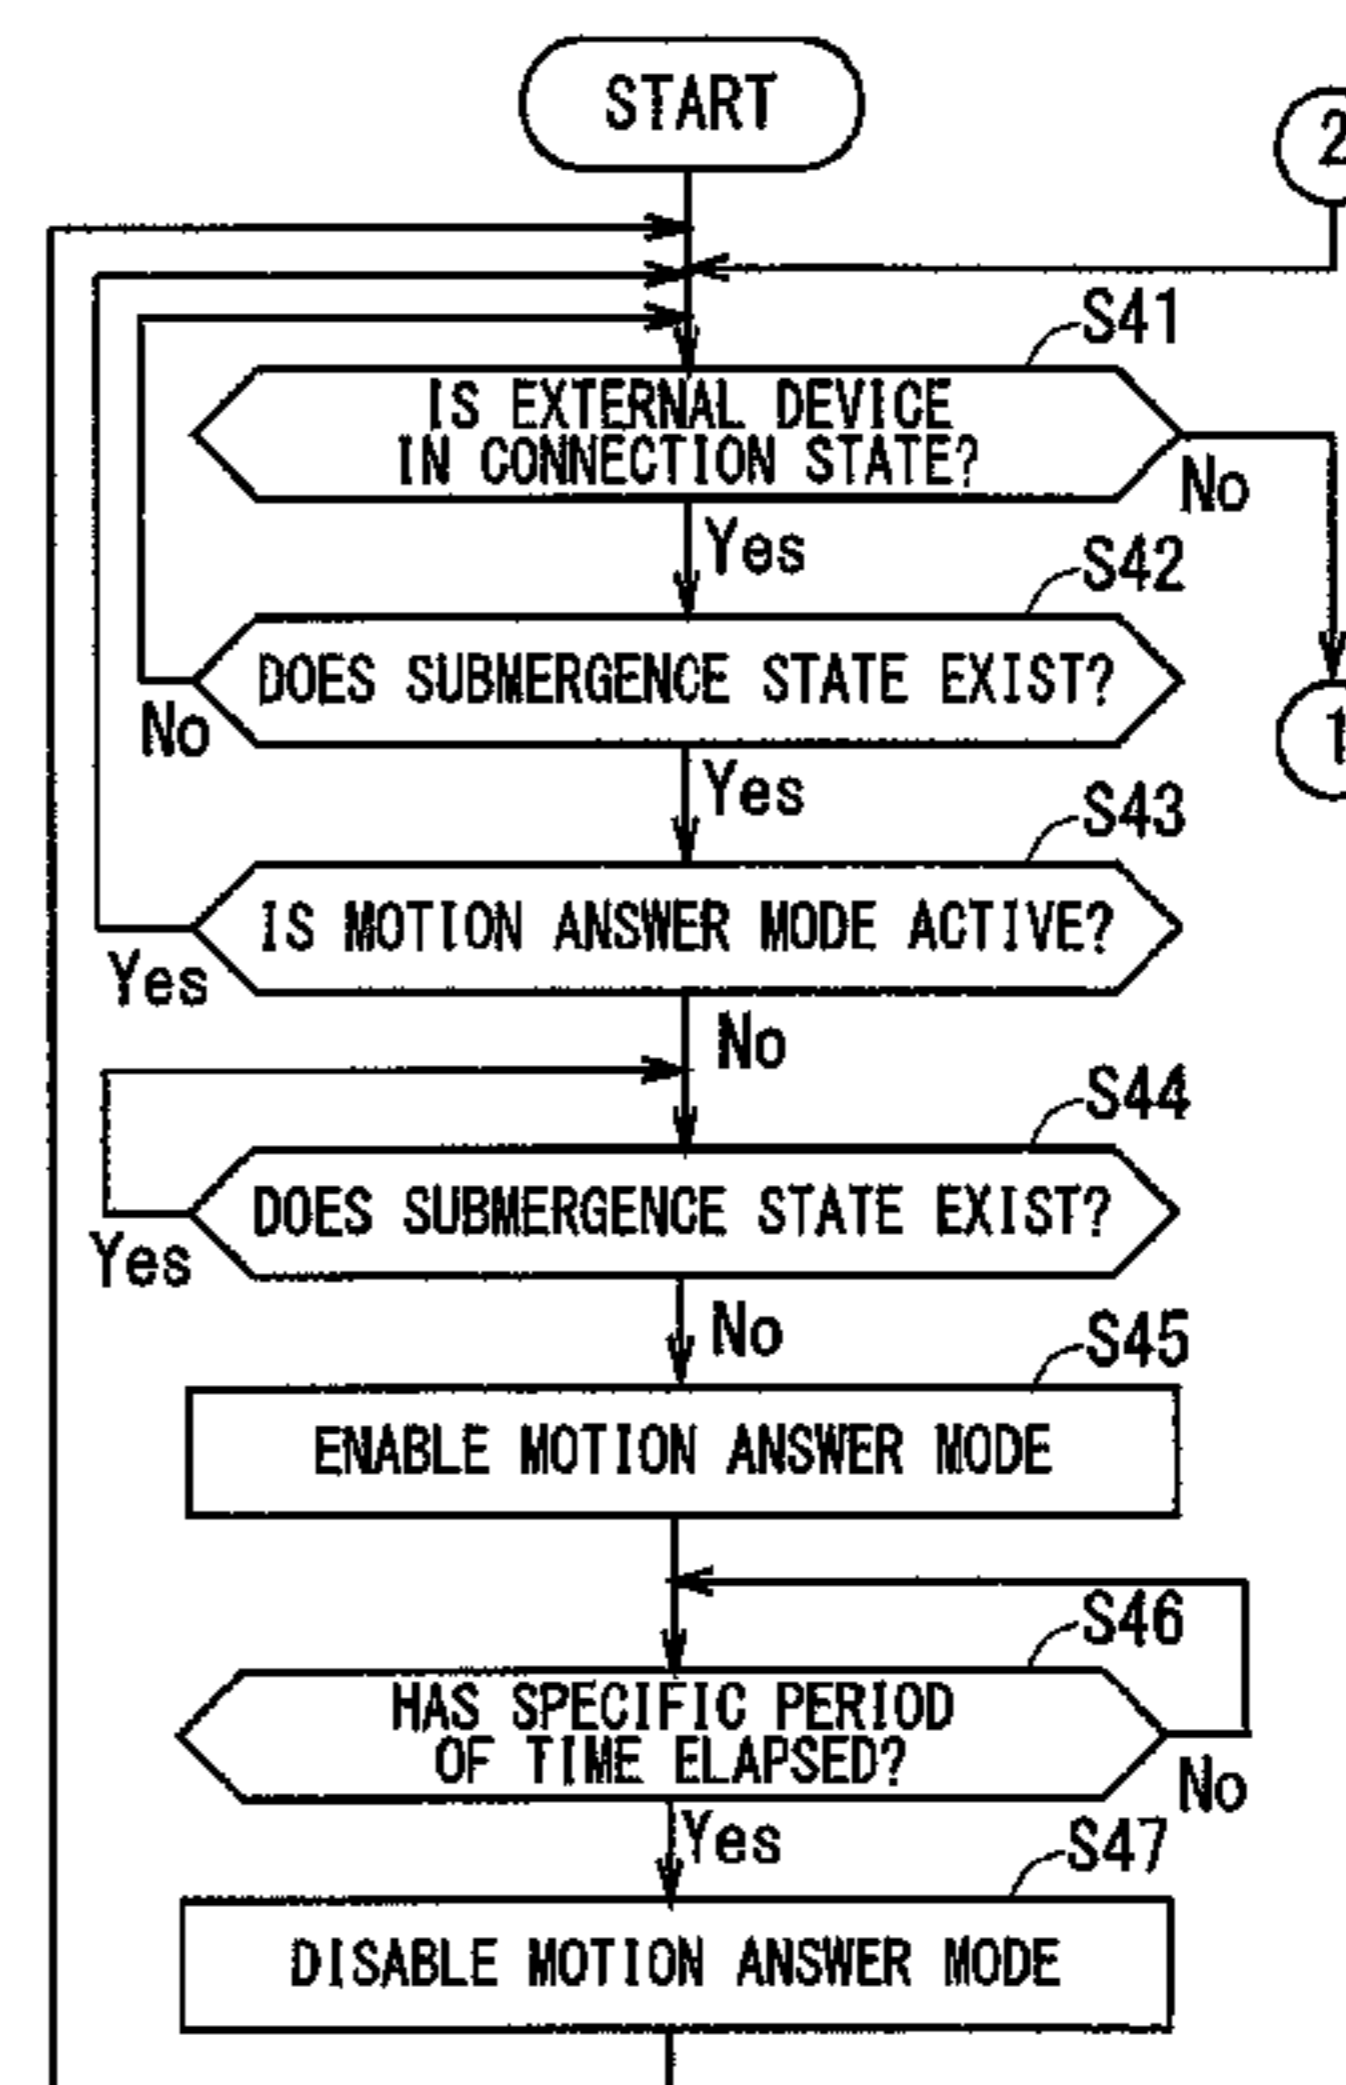 START
2
S41
IS EXTERNAL DEVICE
IN CONNECTION STATE?
No
Yes
S42
DOES SUBMERGENCE STATE EXIST?
No
1
Yes
S43
IS MOTION ANSWER MODE ACTIVE?
Yes
No
S44
DOES SUBMERGENCE STATE EXIST?
Yes
No
S45
ENABLE MOTION ANSWER MODE
S46
HAS SPECIFIC PERIOD
OF TIME ELAPSED?
No
Yes
S47
DISABLE MOTION ANSWER MODE